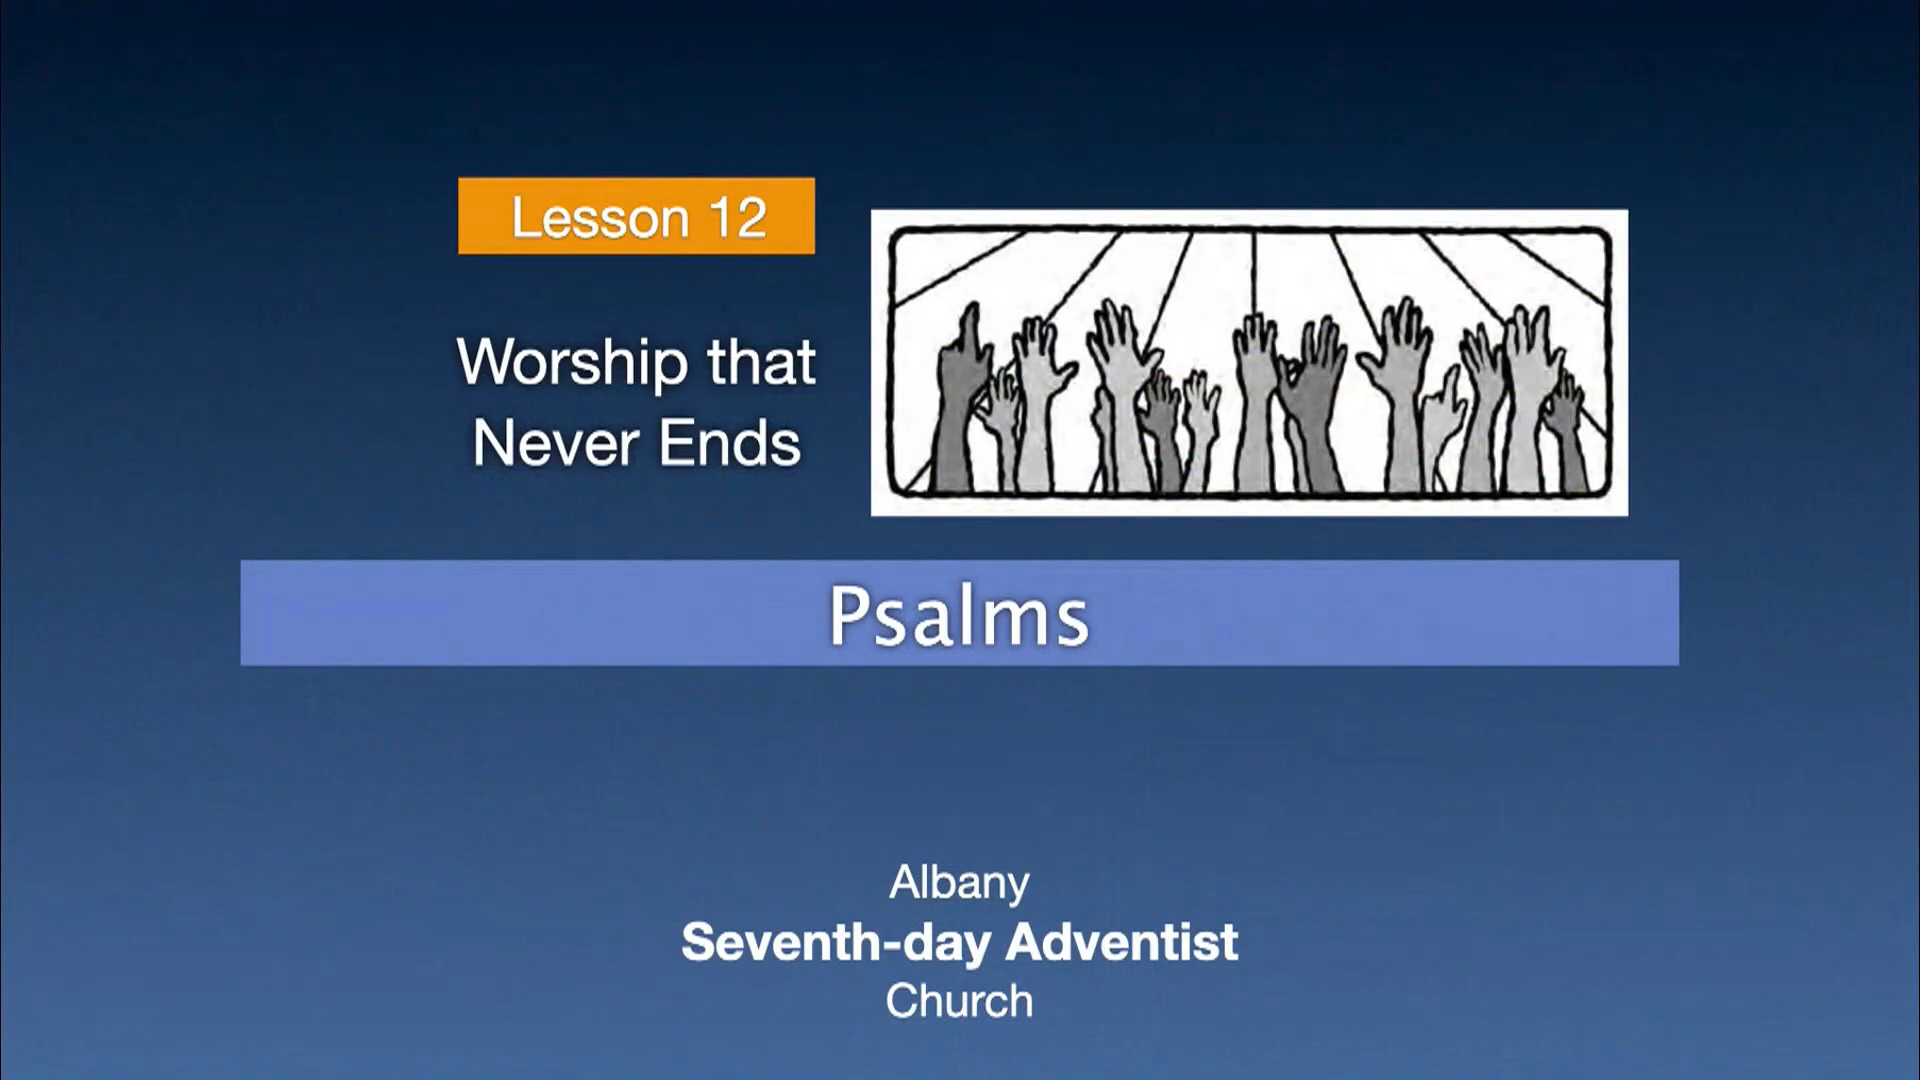 Lesson 12
Worship that
Never Ends
Psalms
Albany
Seventh-day Adventist
Church